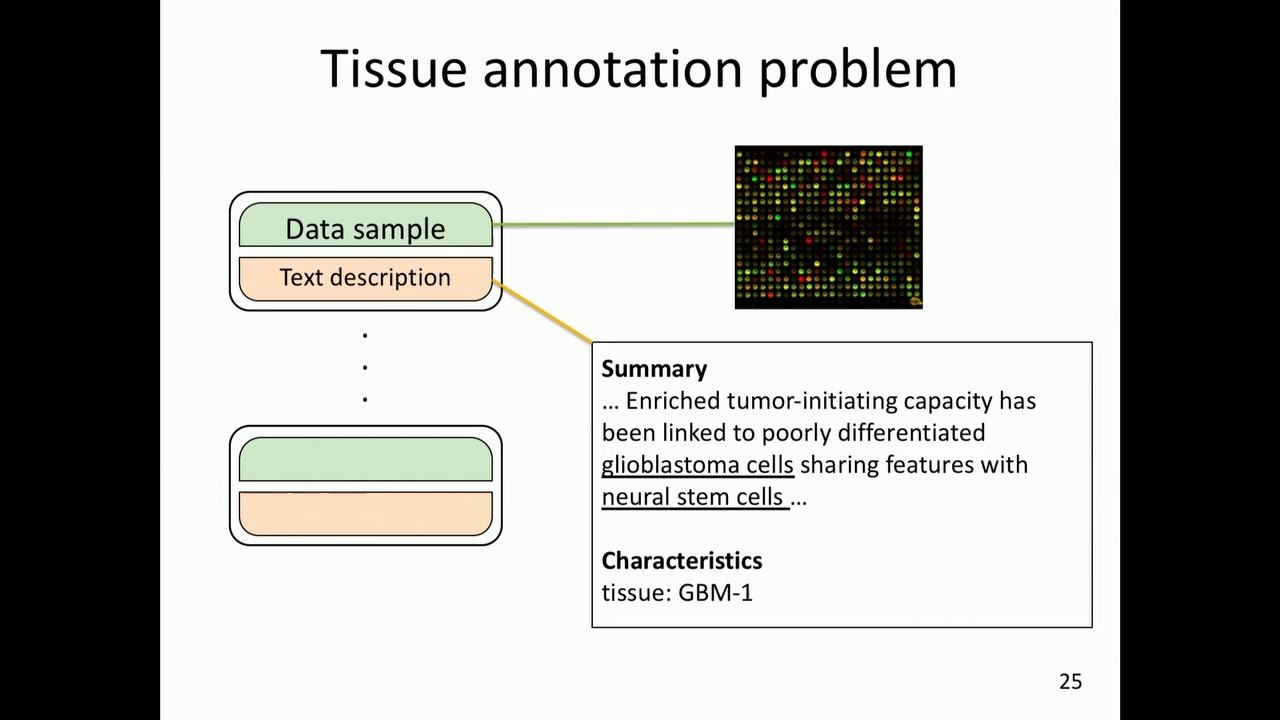 Tissue annotation problem
Data sample
Text description
.
.
.
Summary
... Enriched tumor-initiating capacity has
been linked to poorly differentiated
glioblastoma cells sharing features with
neural stem cells ...
Characteristics
tissue: GBM-1
25